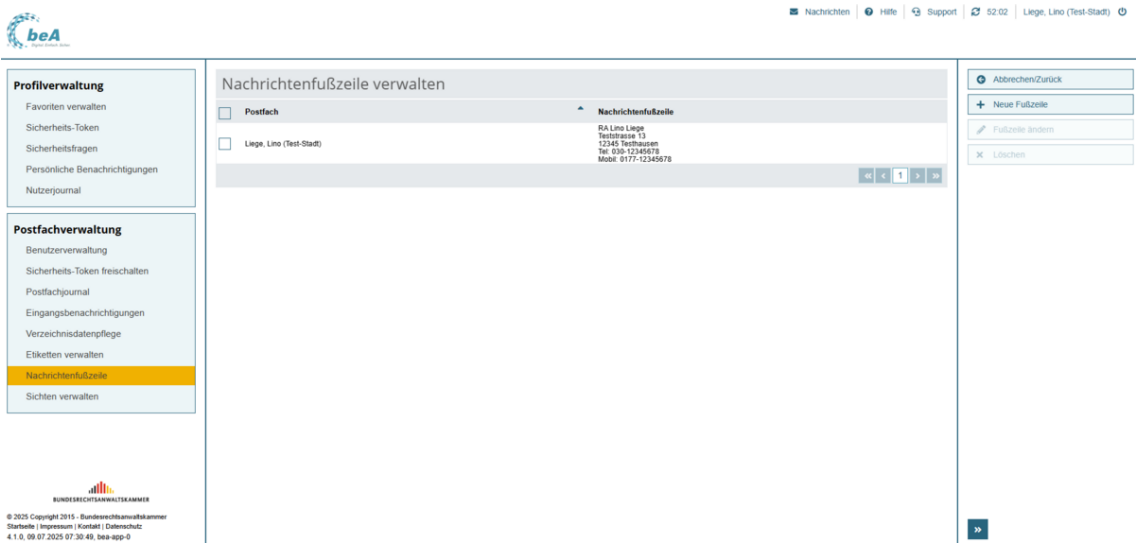 Nachrichten | Hilfe | Support | 52:02 | Liege, Lino (Test-Stadt)
beA
Digital. Einfach. Sicher.
Profilverwaltung
Favoriten verwalten
Sicherheits-Token
Sicherheitsfragen
Persönliche Benachrichtigungen
Nutzerjournal
Postfachverwaltung
Benutzerverwaltung
Sicherheits-Token freischalten
Postfachjournal
Eingangsbenachrichtigungen
Verzeichnisdatenpflege
Etiketten verwalten
Nachrichtenfußzeile
Sichten verwalten
BUNDESRECHTSANWALTSKAMMER
© 2025 Copyright 2015 - Bundesrechtsanwaltskammer
Startseite | Impressum | Kontakt | Datenschutz
4.1.0, 09.07.2025 07:30:49, bea-app-0
Nachrichtenfußzeile verwalten
Postfach Nachrichtenfußzeile
Liege, Lino (Test-Stadt)
RA Lino Liege
Teststrasse 13
12345 Testhausen
Tel: 030-12345678
Mobil: 0177-12345678
« ‹ 1 › »
Abbrechen/Zurück
Neue Fußzeile
Fußzeile ändern
Löschen
»